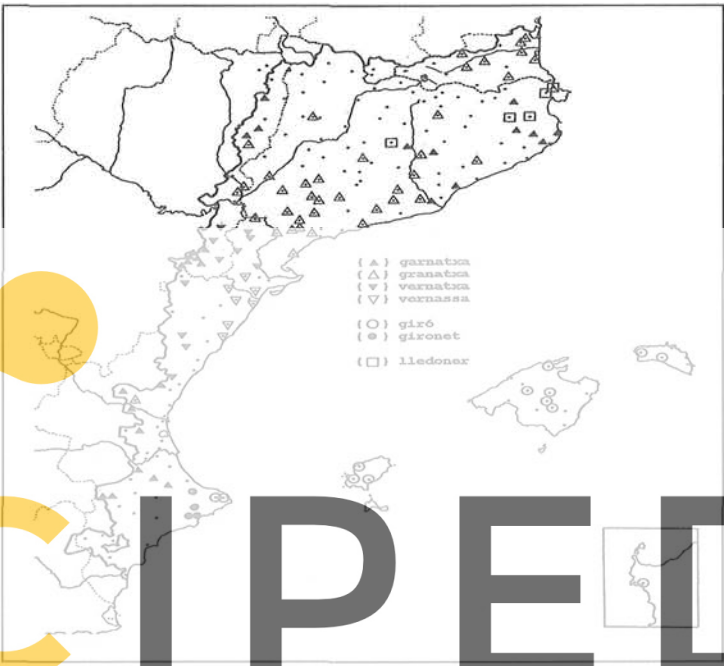 ( ▲ ) garnatxa
( △ ) granatxa
( ▼ ) vernatxa
( ▽ ) vernassa
( ○ ) giró
( ● ) gironet
( □ ) lledoner
CIPED